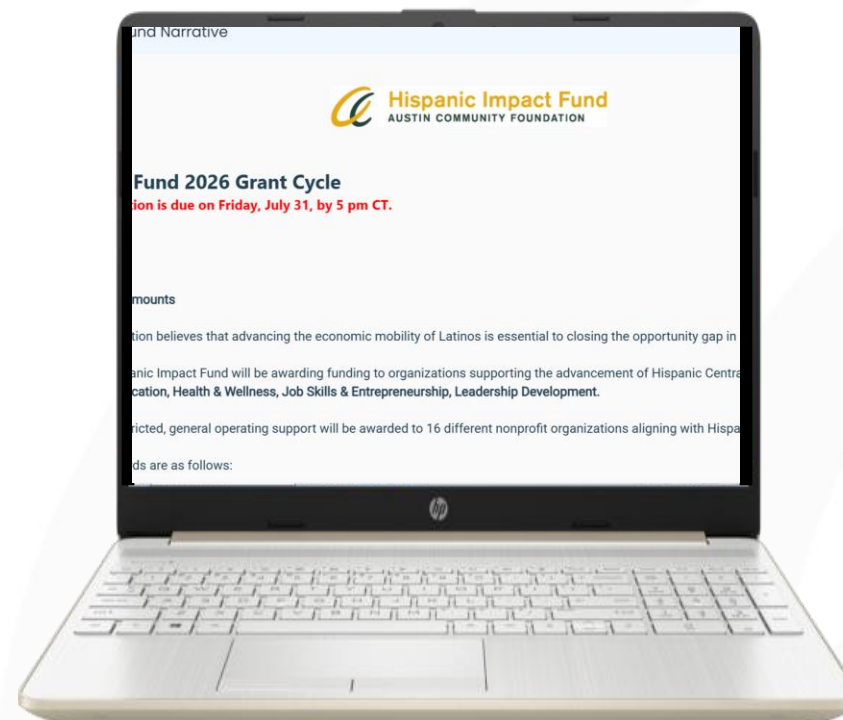 und Narrative
Hispanic Impact Fund
AUSTIN COMMUNITY FOUNDATION
Fund 2026 Grant Cycle
tion is due on Friday, July 31, by 5 pm CT.
mounts
tion believes that advancing the economic mobility of Latinos is essential to closing the opportunity gap in
anic Impact Fund will be awarding funding to organizations supporting the advancement of Hispanic Centra
cation, Health & Wellness, Job Skills & Entrepreneurship, Leadership Development.
ricted, general operating support will be awarded to 16 different nonprofit organizations aligning with Hispa
ds are as follows:
hp